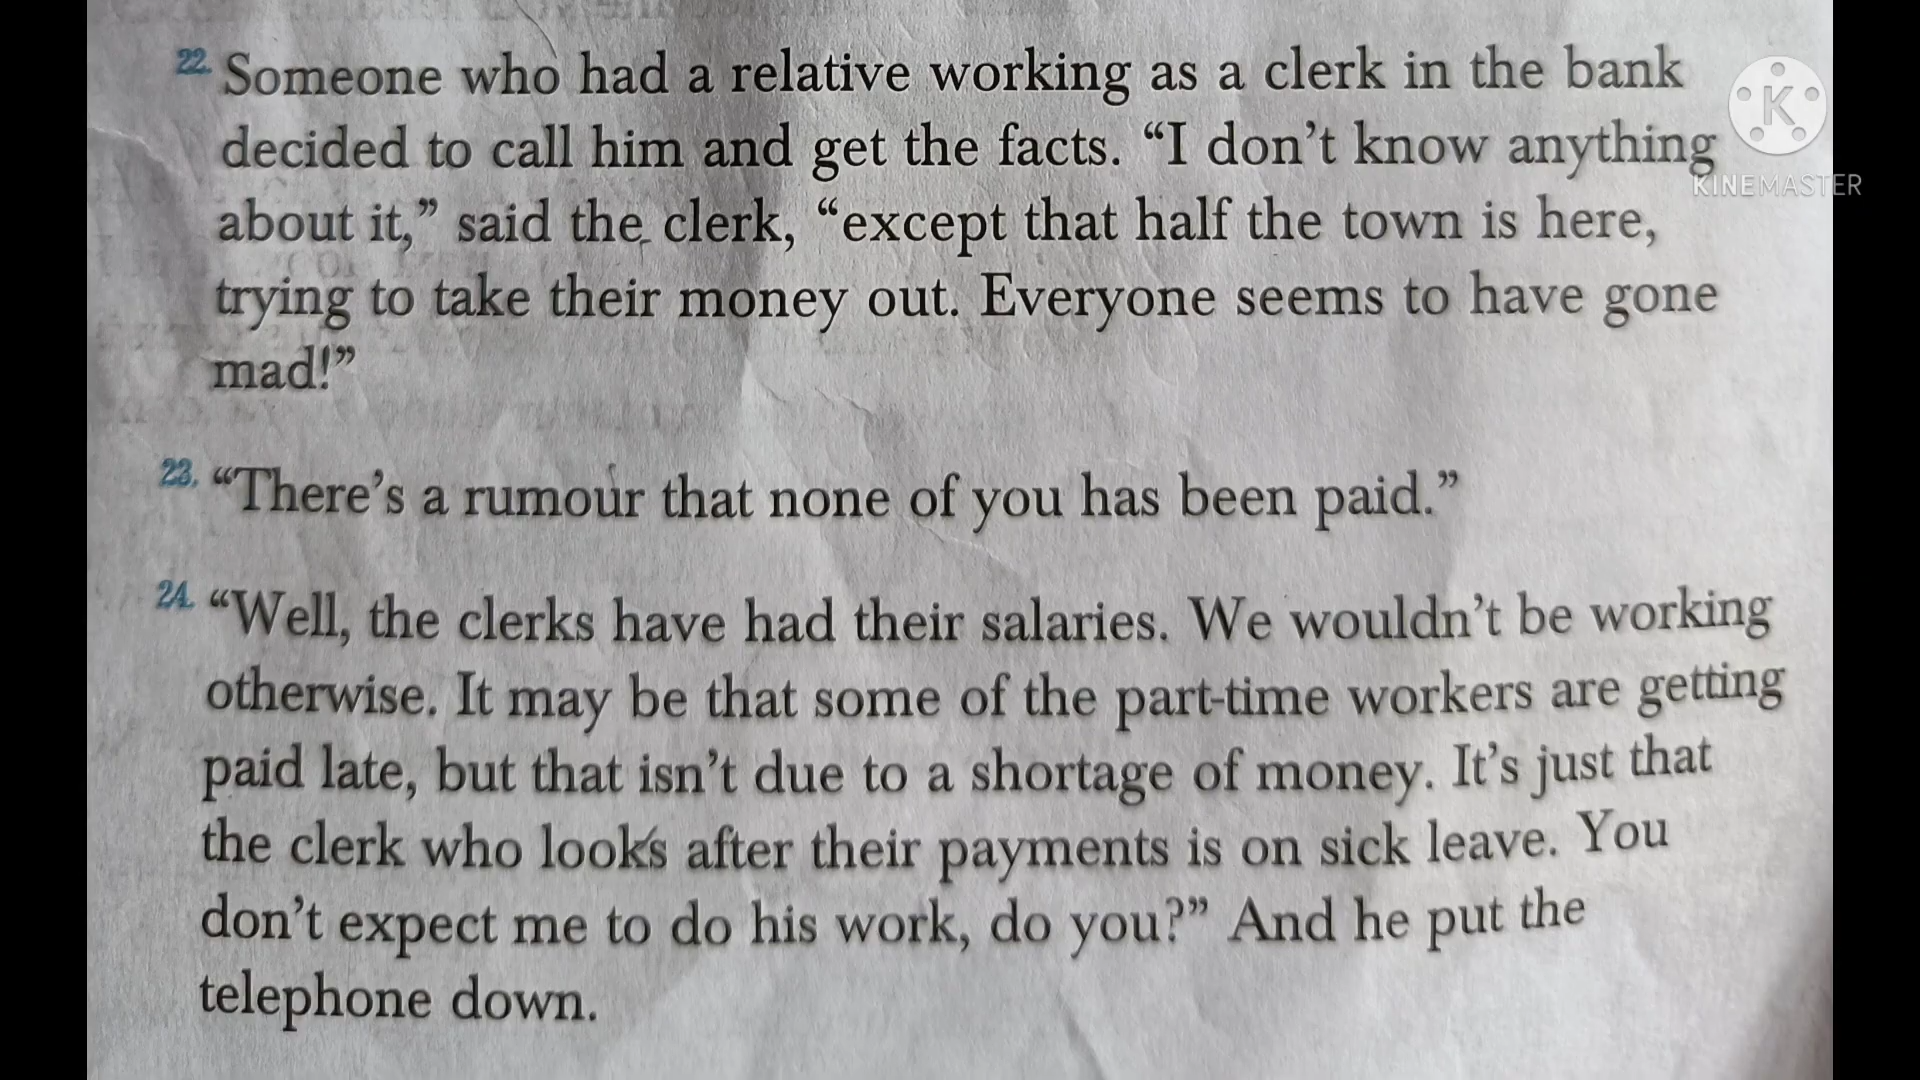 22. Someone who had a relative working as a clerk in the bank
decided to call him and get the facts. “I don’t know anything
about it,” said the clerk, “except that half the town is here,
trying to take their money out. Everyone seems to have gone
mad!”
23. “There’s a rumour that none of you has been paid.”
24. “Well, the clerks have had their salaries. We wouldn’t be working
otherwise. It may be that some of the part-time workers are getting
paid late, but that isn’t due to a shortage of money. It’s just that
the clerk who looks after their payments is on sick leave. You
don’t expect me to do his work, do you?” And he put the
telephone down.
K
KINEMASTER